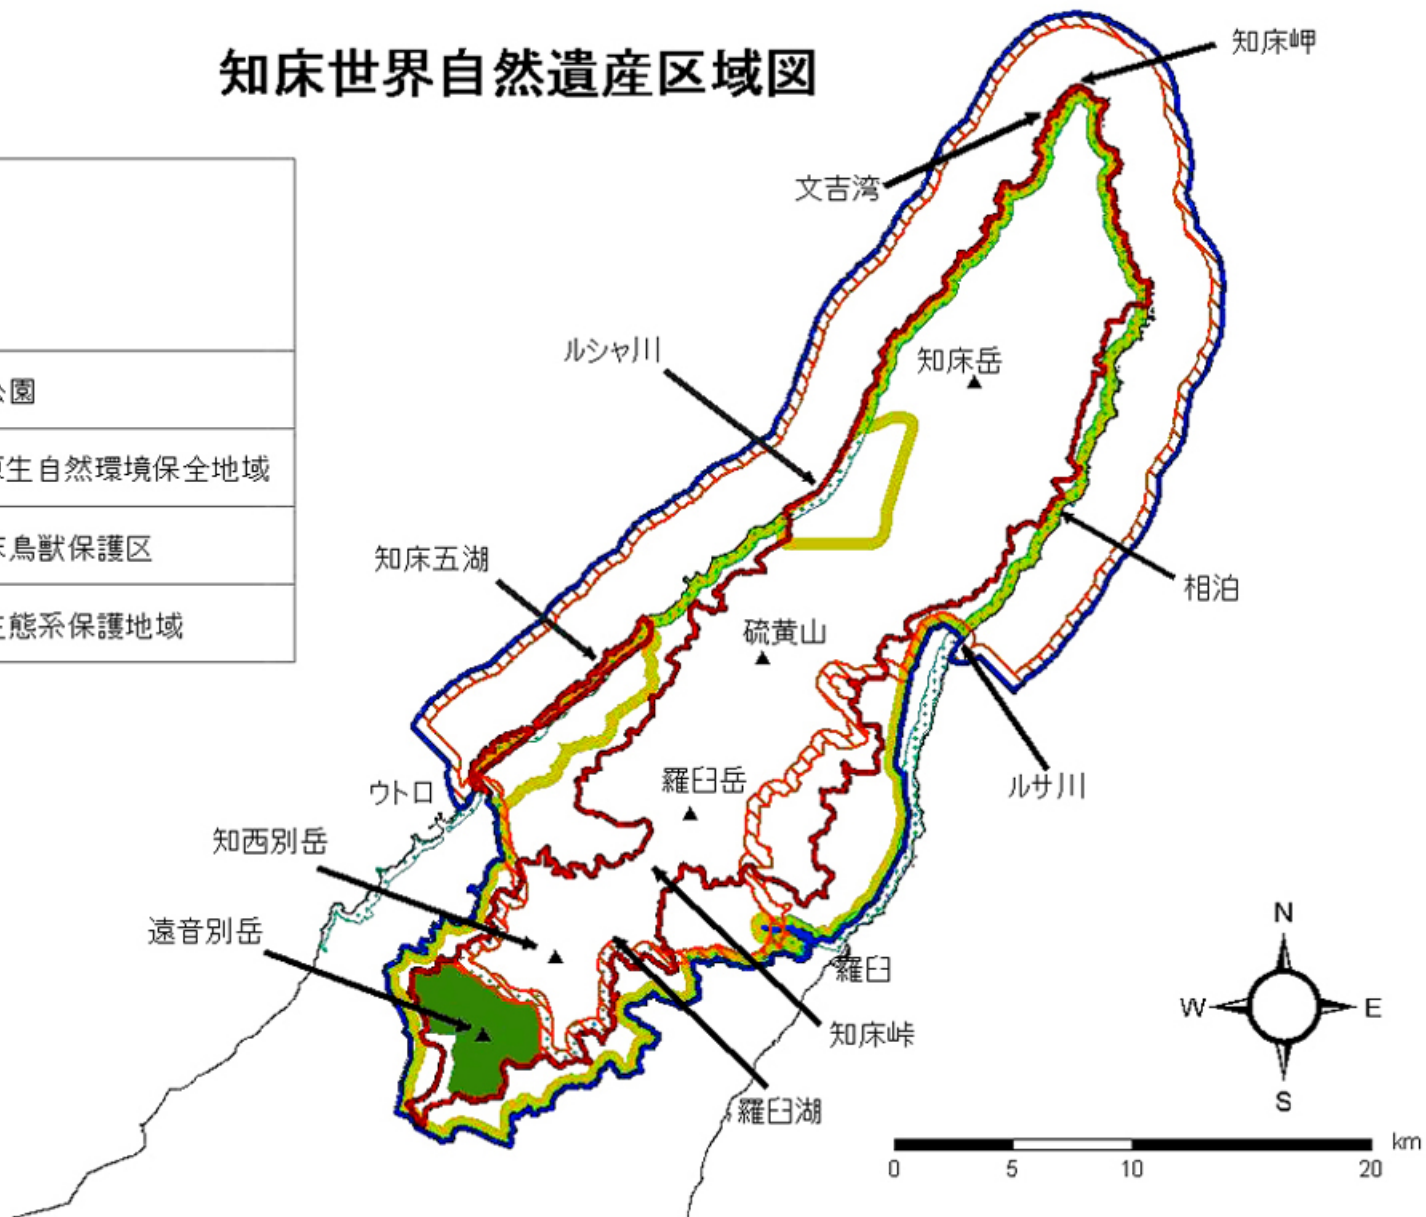 知床世界自然遺産区域図
知床岬
文吉湾
ルシャ川
知床岳
園
生自然環境保全地域
鳥獣保護区
態系保護地域
知床五湖
相泊
硫黄山
ルサ川
羅臼岳
ウトロ
知西別岳
遠音別岳
羅臼
知床峠
羅臼湖
N
W
E
S
km
0 5 10 20